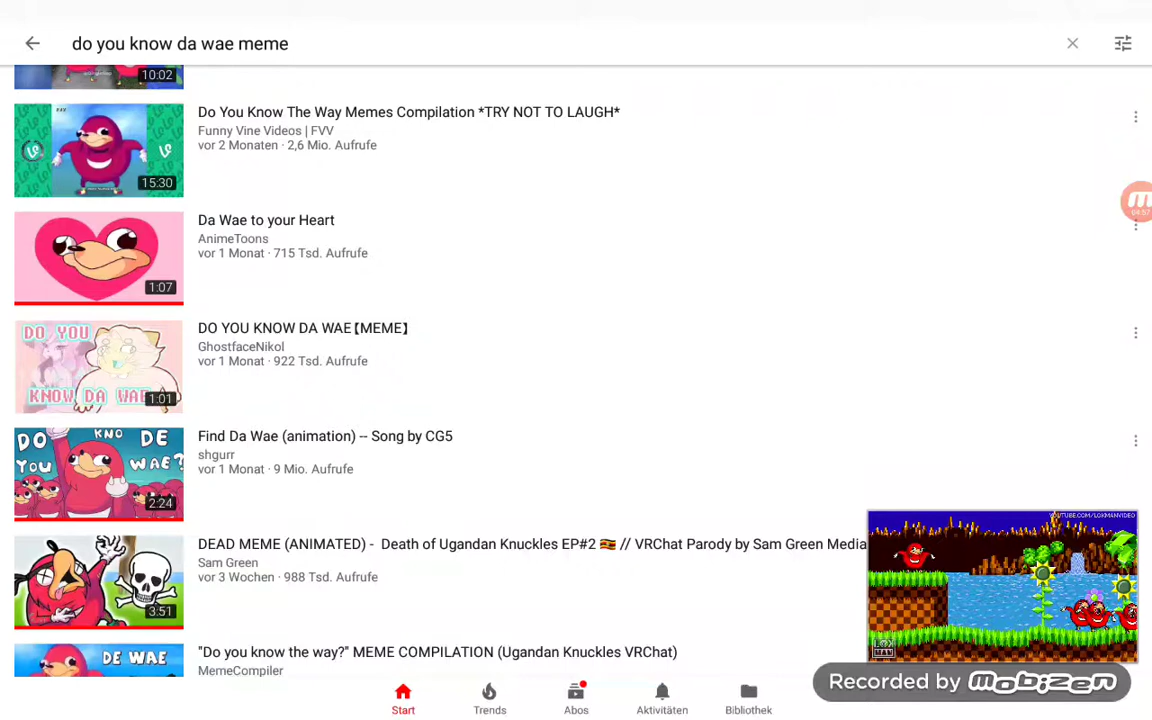 do you know da wae meme
10:02
Do You Know The Way Memes Compilation *TRY NOT TO LAUGH*
Funny Vine Videos | FVV
vor 2 Monaten · 2,6 Mio. Aufrufe
15:30
04:57
Da Wae to your Heart
AnimeToons
vor 1 Monat · 715 Tsd. Aufrufe
1:07
DO YOU KNOW DA WAE【MEME】
GhostfaceNikol
vor 1 Monat · 922 Tsd. Aufrufe
DO YOU
KNOW DA WAE
1:01
Find Da Wae (animation) -- Song by CG5
shgurr
vor 1 Monat · 9 Mio. Aufrufe
DO KNO DE
YOU WAE?
2:24
YOUTUBE.COM/LOKMANVIDEO
DEAD MEME (ANIMATED) - Death of Ugandan Knuckles EP#2 🇺🇬 // VRChat Parody by Sam Green Media
Sam Green
vor 3 Wochen · 988 Tsd. Aufrufe
3:51
LOK
MAN
"Do you know the way?" MEME COMPILATION (Ugandan Knuckles VRChat)
MemeCompiler
DE WAE
Recorded by mobizen
Start
Trends
Abos
Aktivitäten
Bibliothek